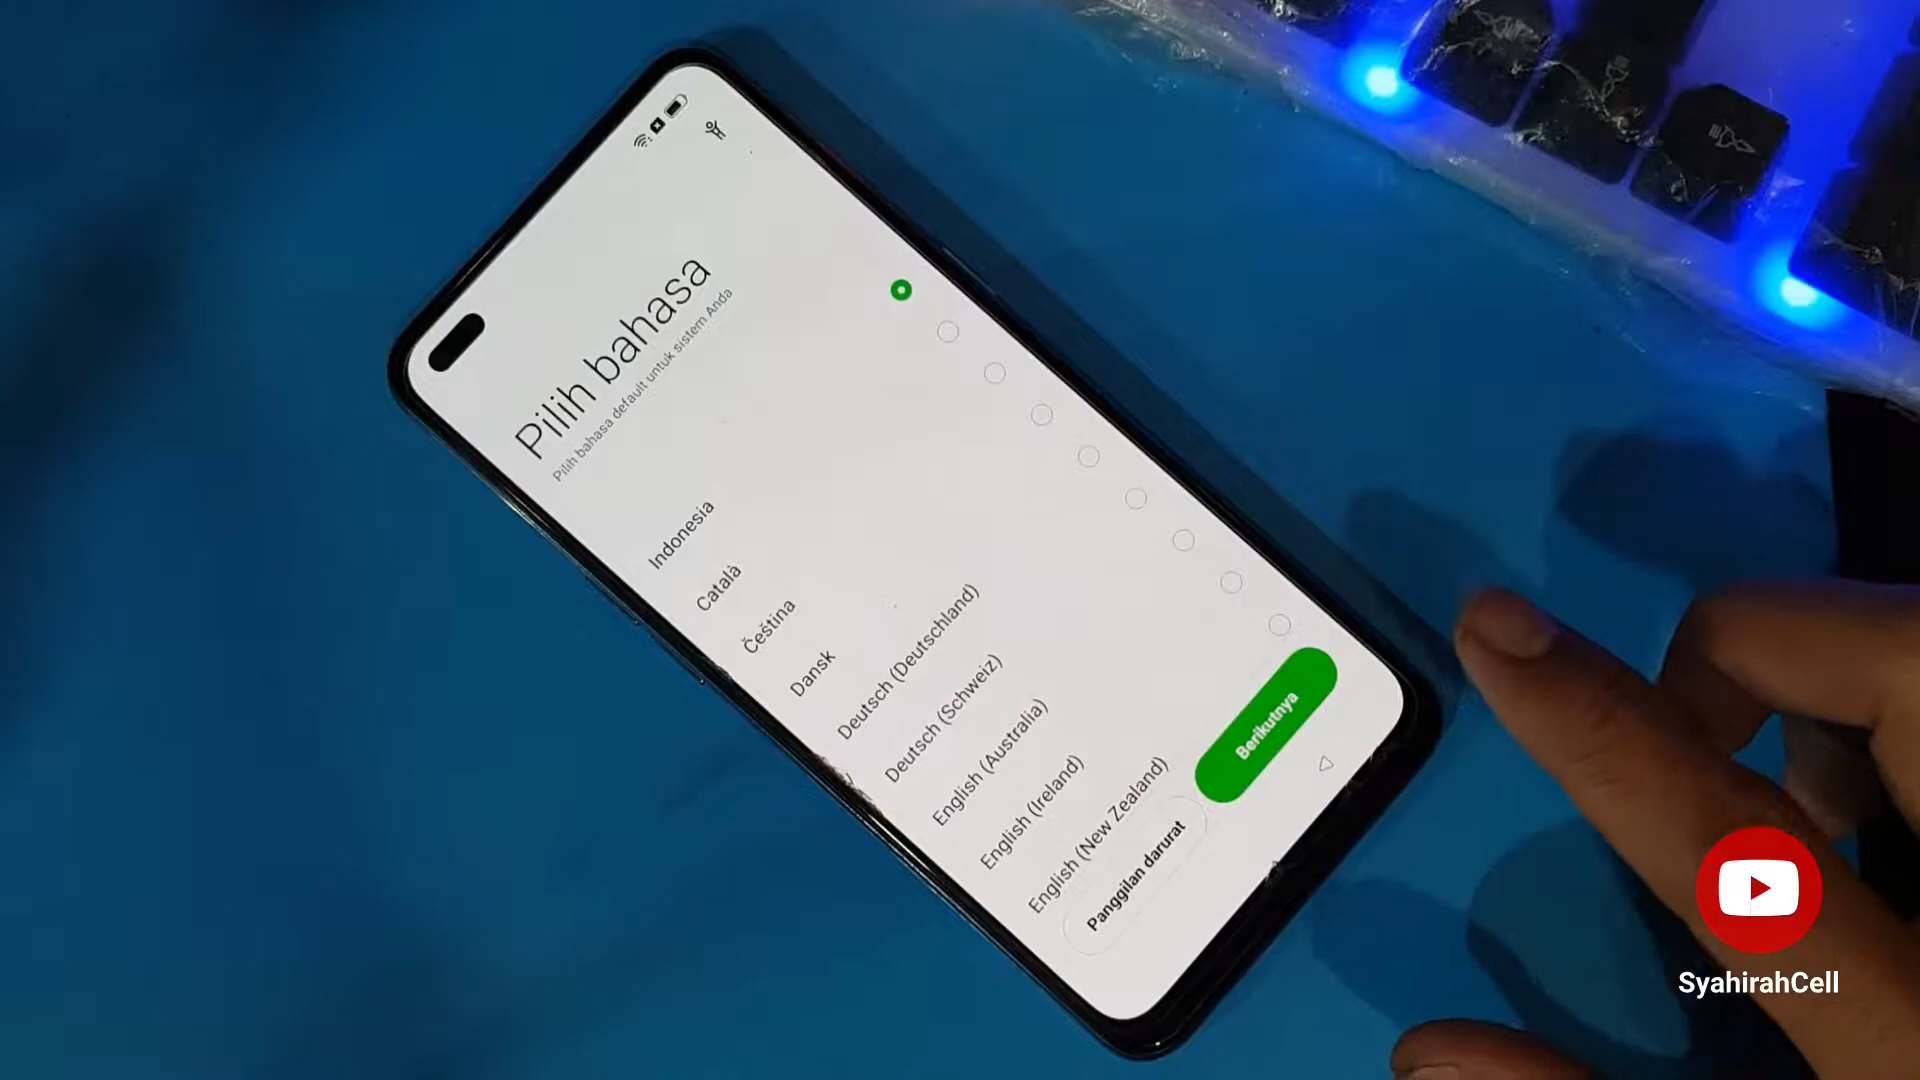 Pilih bahasa
Pilih bahasa default untuk sistem Anda
Indonesia
Català
Čeština
Dansk
Deutsch (Deutschland)
Deutsch (Schweiz)
English (Australia)
English (Ireland)
English (New Zealand)
Panggilan darurat
Berikutnya
SyahirahCell